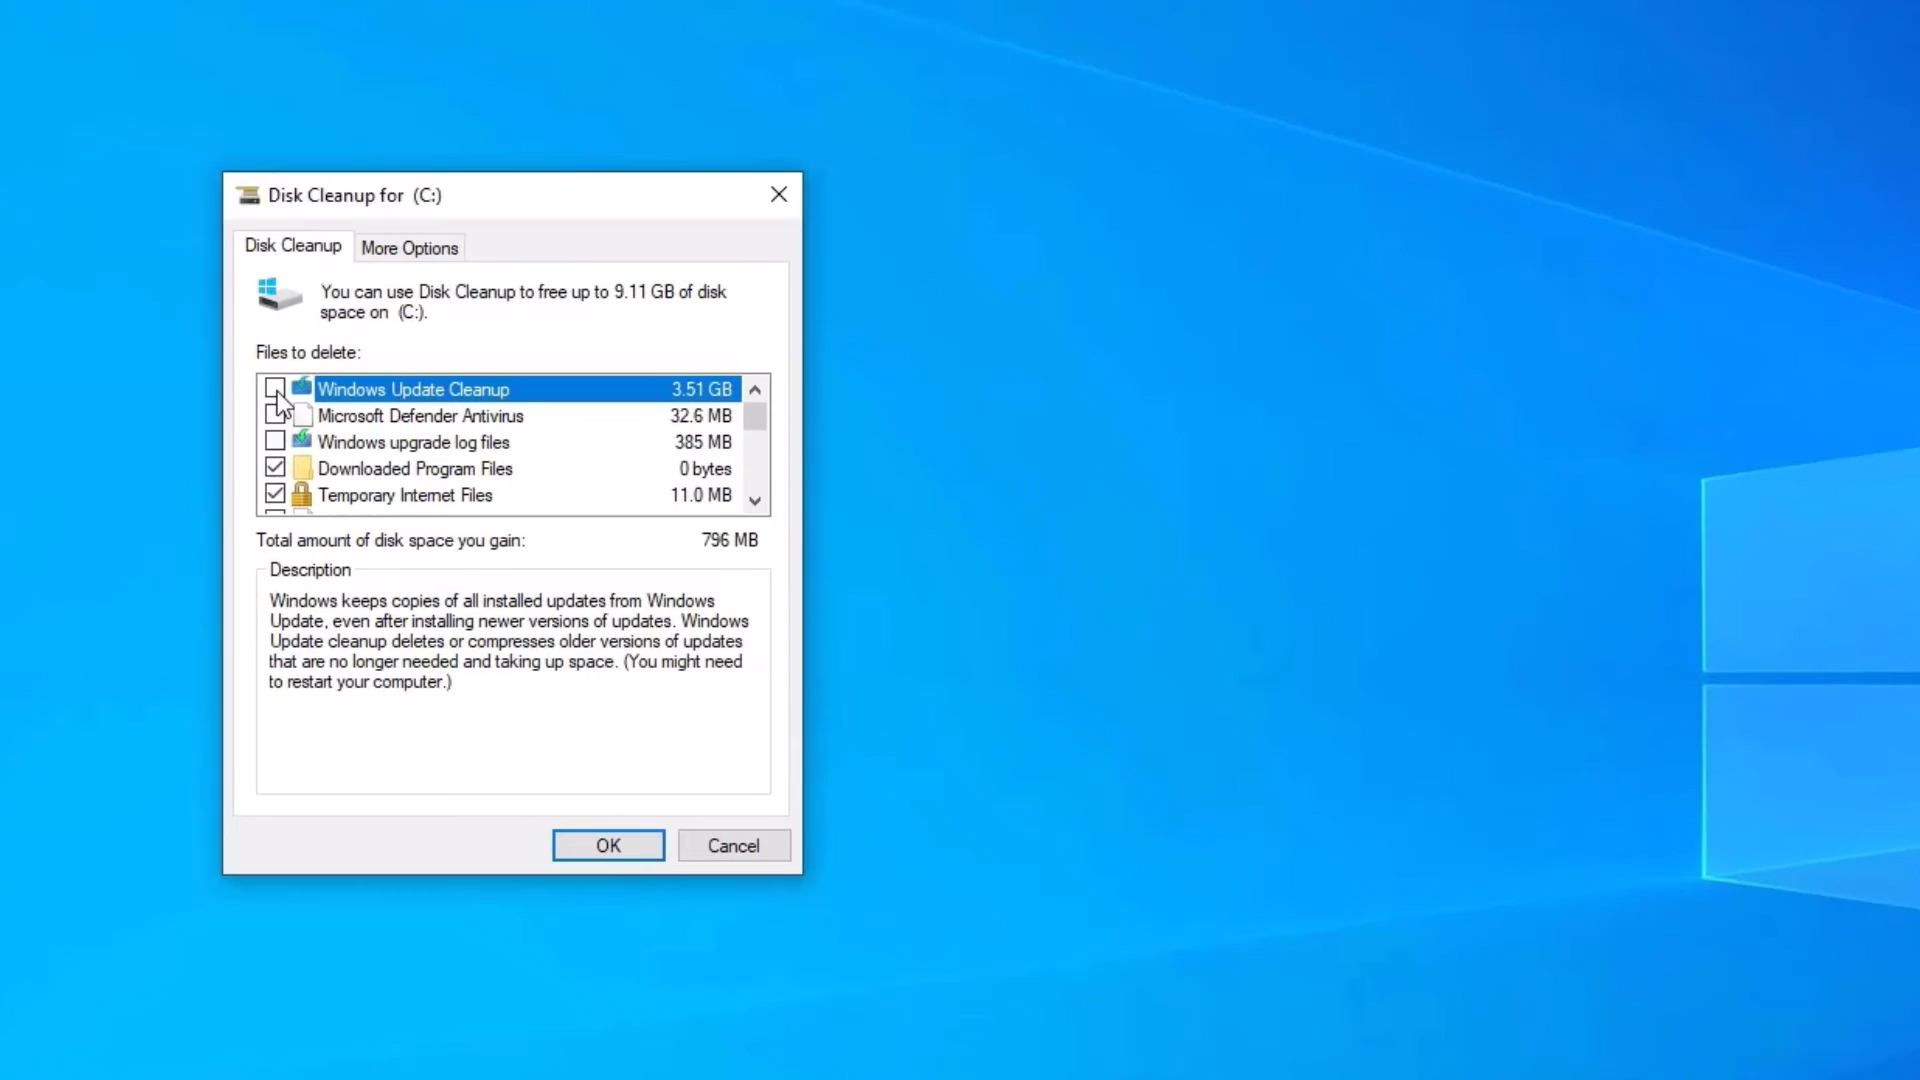 Disk Cleanup for (C:)
Disk Cleanup
More Options
You can use Disk Cleanup to free up to 9.11 GB of disk
space on (C:).
Files to delete:
Windows Update Cleanup 3.51 GB
Microsoft Defender Antivirus 32.6 MB
Windows upgrade log files 385 MB
Downloaded Program Files 0 bytes
Temporary Internet Files 11.0 MB
Total amount of disk space you gain: 796 MB
Description
Windows keeps copies of all installed updates from Windows
Update, even after installing newer versions of updates. Windows
Update cleanup deletes or compresses older versions of updates
that are no longer needed and taking up space. (You might need
to restart your computer.)
OK
Cancel